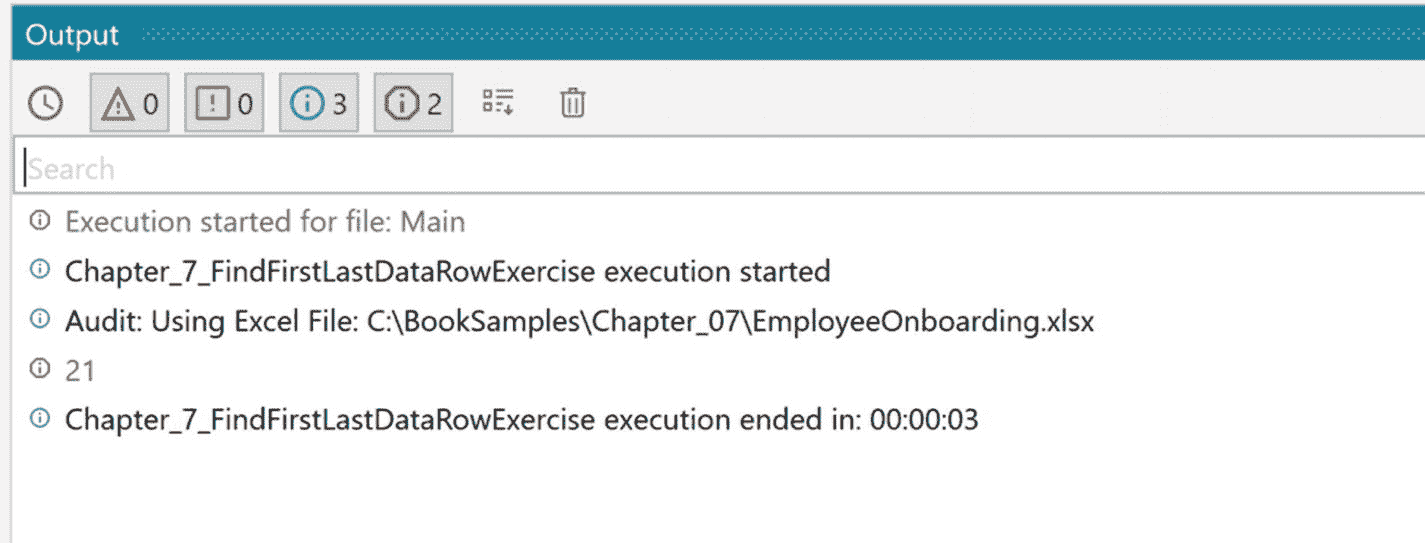 Output
0 0 3 2
Search
Execution started for file: Main
Chapter_7_FindFirstLastDataRowExercise execution started
Audit: Using Excel File: C:\BookSamples\Chapter_07\EmployeeOnboarding.xlsx
21
Chapter_7_FindFirstLastDataRowExercise execution ended in: 00:00:03